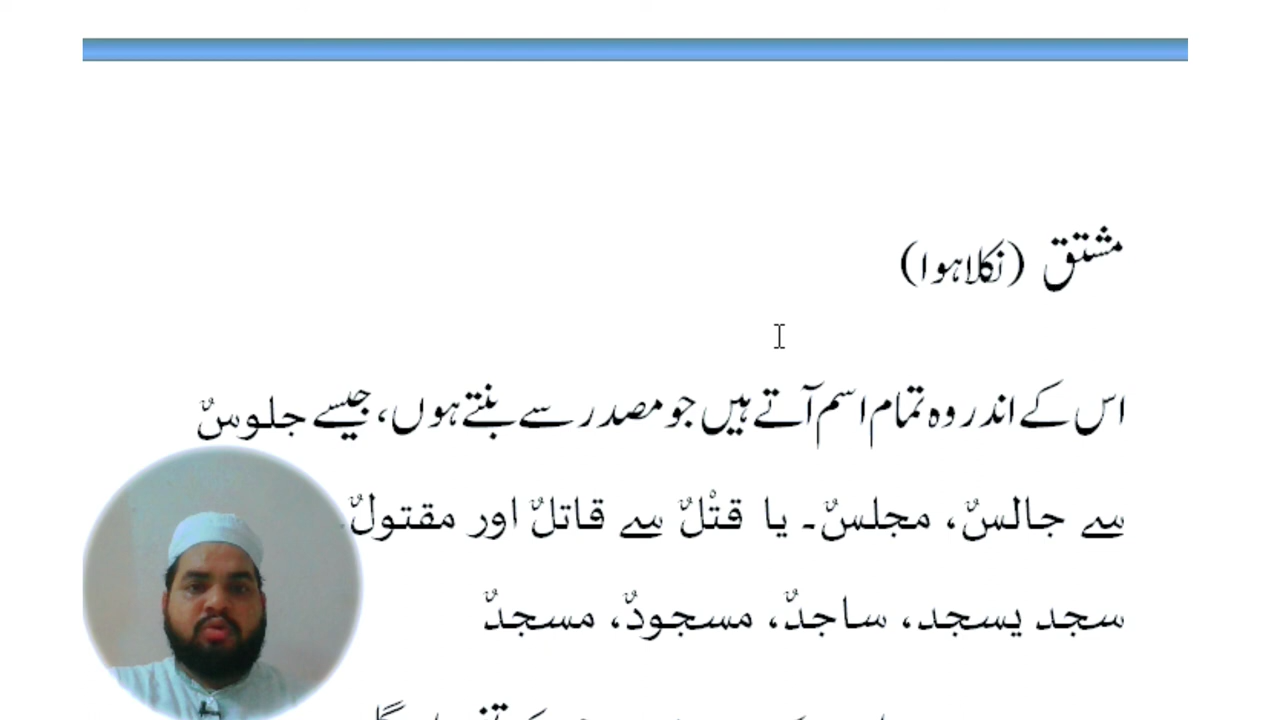 مشتق (نکلا ہوا)
اس کے اندر وہ تمام اسم آتے ہیں جو مصدر سے بنتے ہوں، جیسے جلوسٌ
سے جالسٌ، مجلسٌ۔ یا قتْلٌ سے قاتلٌ اور مقتولٌ۔
سجد یسجد، ساجدٌ، مسجودٌ، مسجدٌ